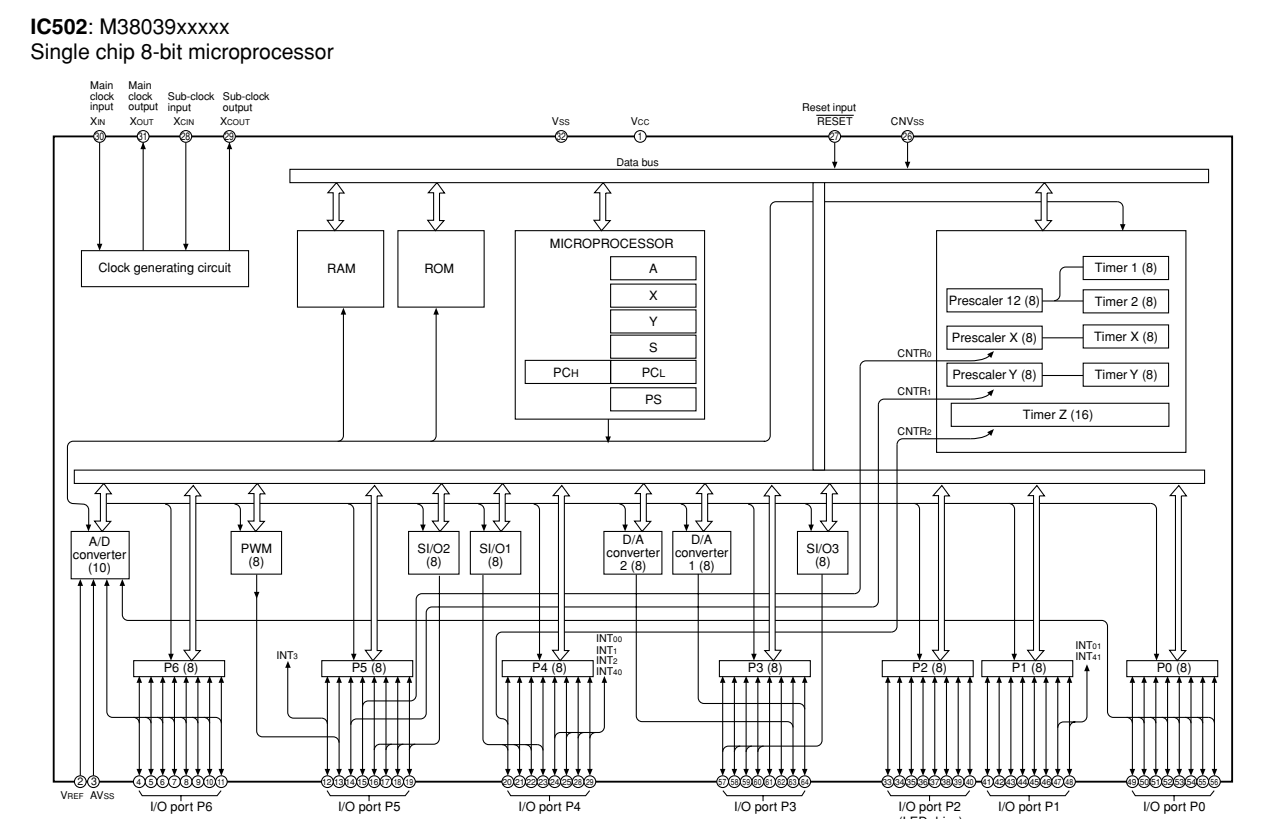 IC502: M38039xxxxx
Single chip 8-bit microprocessor
Main clock input
Main clock output
Sub-clock input
Sub-clock output
XIN
XOUT
XCIN
XCOUT
VSS
VCC
Reset input
RESET
CNVSS
30
31
28
29
32
1
27
26
Data bus
Clock generating circuit
RAM
ROM
MICROPROCESSOR
A
X
Y
S
PCH
PCL
PS
Timer 1 (8)
Prescaler 12 (8)
Timer 2 (8)
Prescaler X (8)
Timer X (8)
CNTR0
Prescaler Y (8)
Timer Y (8)
CNTR1
Timer Z (16)
CNTR2
A/D
converter
(10)
PWM
(8)
SI/O2
(8)
SI/O1
(8)
D/A
converter
2 (8)
D/A
converter
1 (8)
SI/O3
(8)
INT3
INT00
INT1
INT2
INT40
INT01
INT41
P6 (8)
P5 (8)
P4 (8)
P3 (8)
P2 (8)
P1 (8)
P0 (8)
2 3
4 5 6 7 8 9 10 11
12 13 14 15 16 17 18 19
20 21 22 23 24 25 28 29
57 58 59 60 61 62 63 64
33 34 35 36 37 38 39 40
41 42 43 44 45 46 47 48
49 50 51 52 53 54 55 56
VREF AVSS
I/O port P6
I/O port P5
I/O port P4
I/O port P3
I/O port P2
I/O port P1
I/O port P0